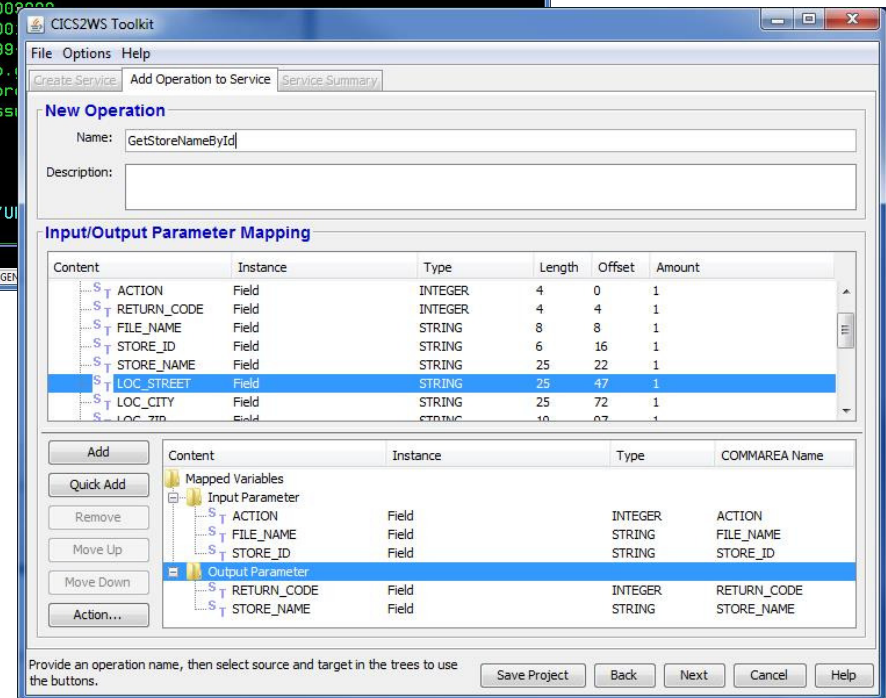 CICS2WS Toolkit
File Options Help
Create Service Add Operation to Service Service Summary
New Operation
Name: GetStoreNameById
Description:
Input/Output Parameter Mapping
Content Instance Type Length Offset Amount
ACTION Field INTEGER 4 0 1
RETURN_CODE Field INTEGER 4 4 1
FILE_NAME Field STRING 8 8 1
STORE_ID Field STRING 6 16 1
STORE_NAME Field STRING 25 22 1
LOC_STREET Field STRING 25 47 1
LOC_CITY Field STRING 25 72 1
LOC_ZIP Field STRING 10 97 1
Add
Quick Add
Remove
Move Up
Move Down
Action...
Content Instance Type COMMAREA Name
Mapped Variables
Input Parameter
ACTION Field INTEGER ACTION
FILE_NAME Field STRING FILE_NAME
STORE_ID Field STRING STORE_ID
Output Parameter
RETURN_CODE Field INTEGER RETURN_CODE
STORE_NAME Field STRING STORE_NAME
Provide an operation name, then select source and target in the trees to use
the buttons.
Save Project Back Next Cancel Help